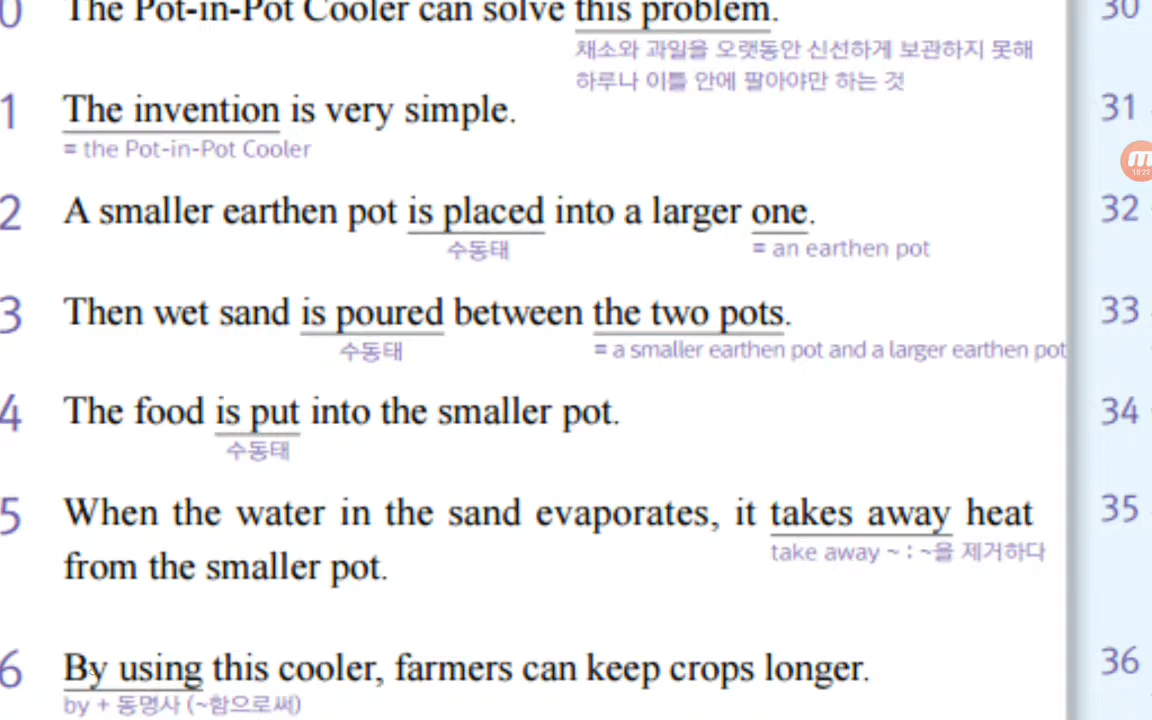 0 The Pot-in-Pot Cooler can solve this problem. 30
채소와 과일을 오랫동안 신선하게 보관하지 못해
하루나 이틀 안에 팔아야만 하는 것
1 The invention is very simple. 31
= the Pot-in-Pot Cooler
18:23
2 A smaller earthen pot is placed into a larger one. 32
수동태 = an earthen pot
3 Then wet sand is poured between the two pots. 33
수동태 = a smaller earthen pot and a larger earthen pot
4 The food is put into the smaller pot. 34
수동태
5 When the water in the sand evaporates, it takes away heat 35
take away ~ : ~을 제거하다
from the smaller pot.
6 By using this cooler, farmers can keep crops longer. 36
by + 동명사 (~함으로써)